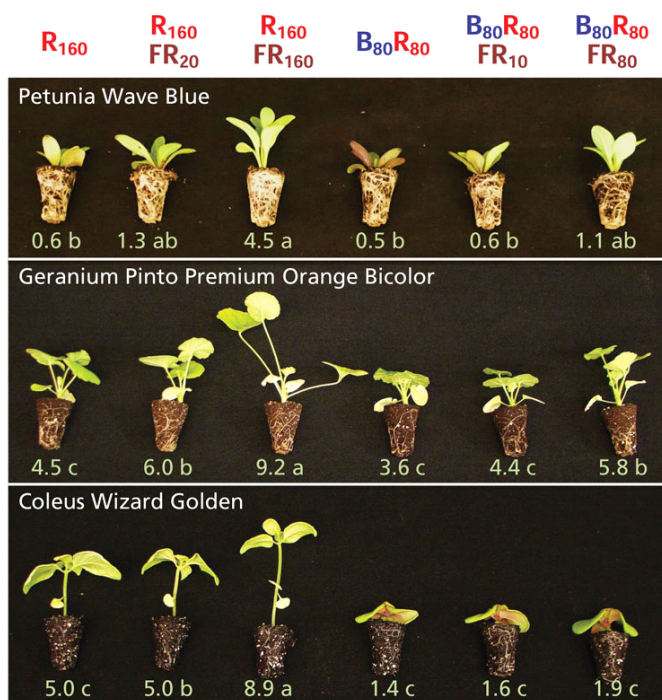 R160 R160 R160 B80R80 B80R80 B80R80
FR20 FR160 FR10 FR80
Petunia Wave Blue
0.6 b 1.3 ab 4.5 a 0.5 b 0.6 b 1.1 ab
Geranium Pinto Premium Orange Bicolor
4.5 c 6.0 b 9.2 a 3.6 c 4.4 c 5.8 b
Coleus Wizard Golden
5.0 c 5.0 b 8.9 a 1.4 c 1.6 c 1.9 c